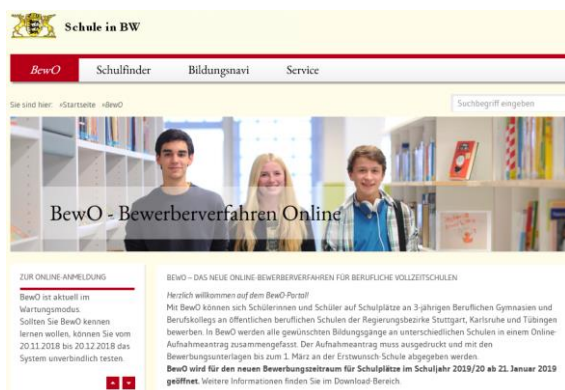 Schule in BW
BewO
Schulfinder
Bildungsnavi
Service
Sie sind hier: »Startseite »BewO
Suchbegriff eingeben
BewO - Bewerberverfahren Online
ZUR ONLINE-ANMELDUNG
BewO ist aktuell im
Wartungsmodus.
Sollten Sie BewO kennen
lernen wollen, können Sie vom
20.11.2018 bis 20.12.2018 das
System unverbindlich testen.
BEWO – DAS NEUE ONLINE-BEWERBERVERFAHREN FÜR BERUFLICHE VOLLZEITSCHULEN
Herzlich willkommen auf dem BewO-Portal!
Mit BewO können sich Schülerinnen und Schüler auf Schulplätze an 3-jährigen Beruflichen Gymnasien und
Berufskollegs an öffentlichen beruflichen Schulen der Regierungsbezirke Stuttgart, Karlsruhe und Tübingen
bewerben. In BewO werden alle gewünschten Bildungsgänge an unterschiedlichen Schulen in einem Online-
Aufnahmeantrag zusammengefasst. Der Aufnahmeantrag muss ausgedruckt und mit den
Bewerbungsunterlagen bis zum 1. März an der Erstwunsch-Schule abgegeben werden.
BewO wird für den neuen Bewerbungszeitraum für Schulplätze im Schuljahr 2019/20 ab 21. Januar 2019
geöffnet. Weitere Informationen finden Sie im Download-Bereich.